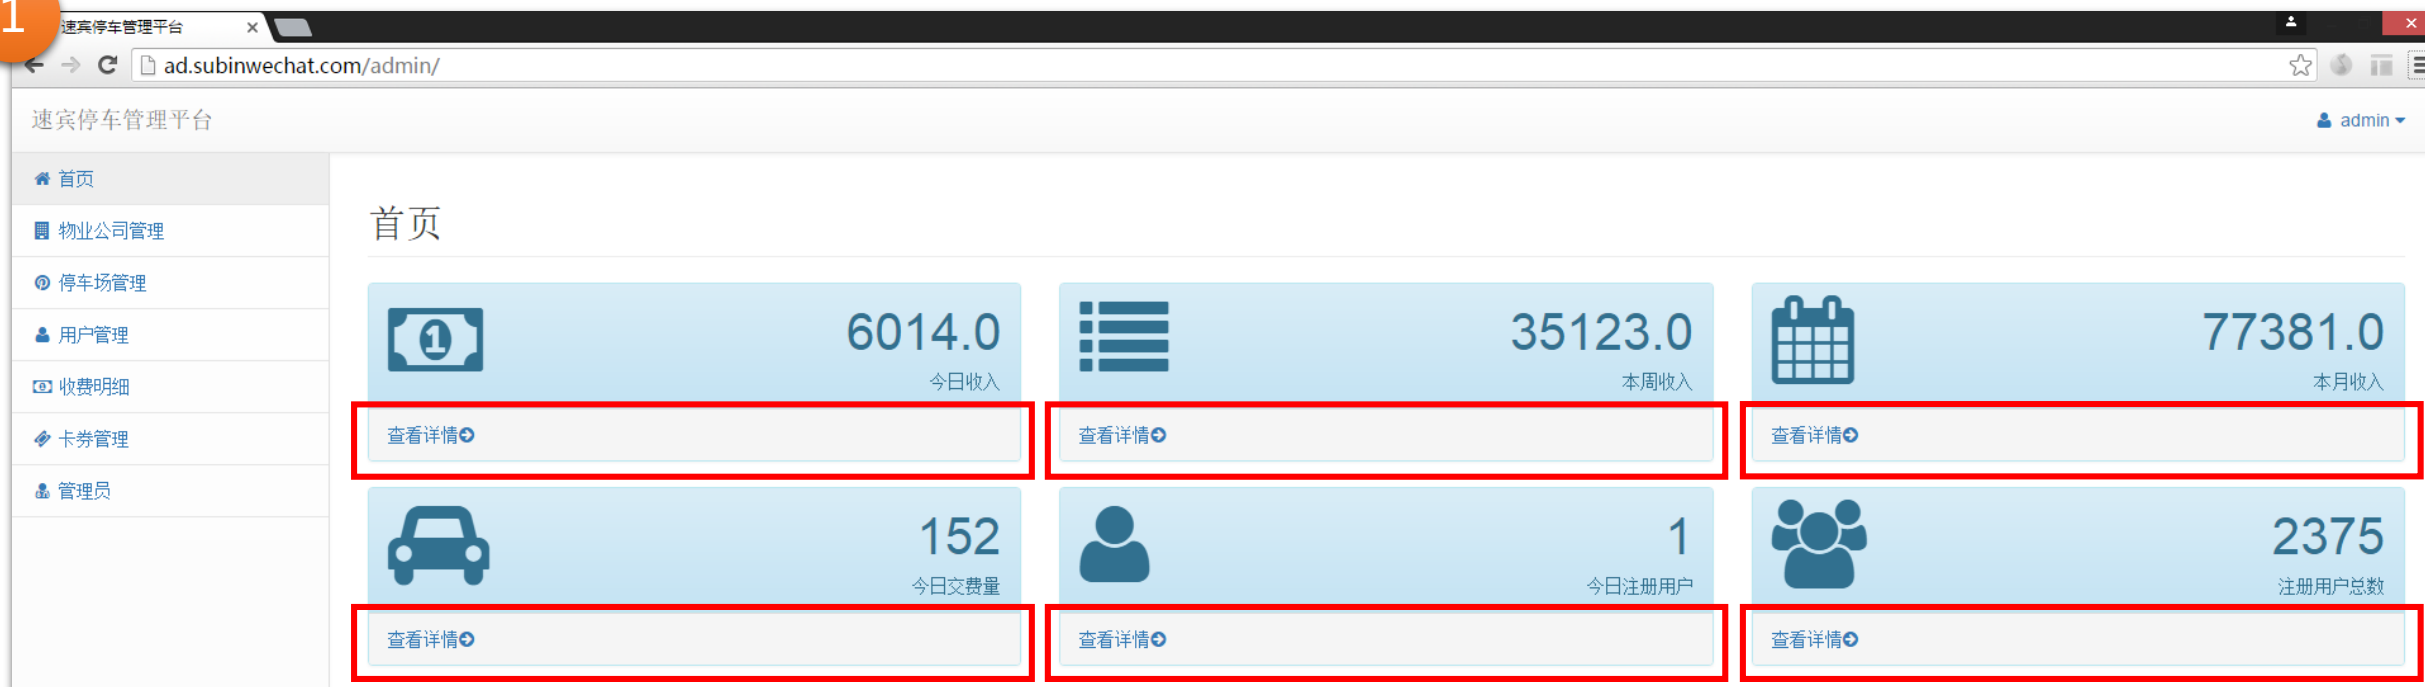 1
速宾停车管理平台
ad.subinwechat.com/admin/
速宾停车管理平台
admin
首页
物业公司管理
停车场管理
用户管理
收费明细
卡券管理
管理员
首页
6014.0
今日收入
查看详情
35123.0
本周收入
查看详情
77381.0
本月收入
查看详情
152
今日交费量
查看详情
1
今日注册用户
查看详情
2375
注册用户总数
查看详情